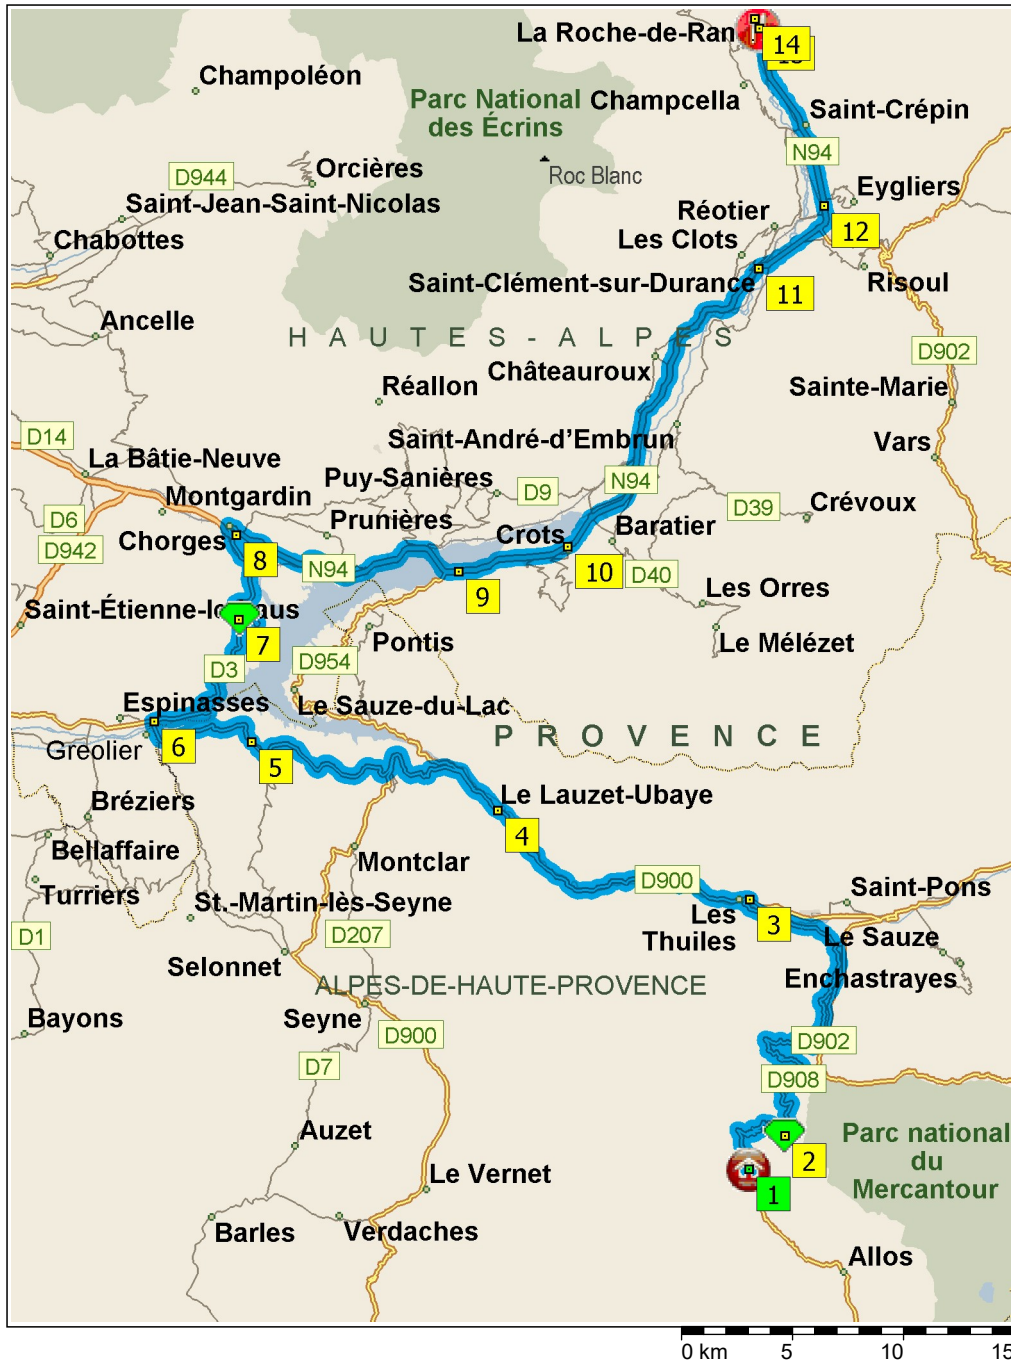 La Roche-de-Ran
14
Champoléon
Parc National
des Écrins
Champcella
Saint-Crépin
N94
Roc Blanc
Orcières
D944
Saint-Jean-Saint-Nicolas
Eygliers
Réotier
12
Chabottes
Les Clots
Saint-Clément-sur-Durance
Risoul
11
Ancelle
HAUTES-ALPES
D902
Châteauroux
Réallon
Sainte-Marie
D14
Saint-André-d'Embrun
Vars
La Bâtie-Neuve
Puy-Sanières
N94
Montgardin
D9
D39
Crévoux
D6
Prunières
Crots
Baratier
D942
Chorges
8
N94
9
10
D40
Les Orres
Saint-Étienne-le-Laus
7
Pontis
Le Mélézet
D3
D954
Espinasses
Le Sauze-du-Lac
PROVENCE
Greolier
6
5
Bréziers
Le Lauzet-Ubaye
4
Bellaffaire
Montclar
Turriers
D900
Saint-Pons
St.-Martin-lès-Seyne
Les
Thuiles
3
D1
D207
Le Sauze
Selonnet
Enchastrayes
ALPES-DE-HAUTE-PROVENCE
Bayons
Seyne
D900
D902
D7
D908
Auzet
Parc national
du
Mercantour
2
Le Vernet
1
Barles
Verdaches
Allos
0 km 5 10 15